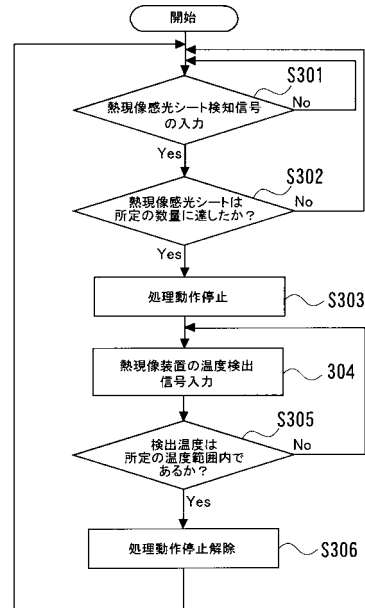 開始
S301
熱現像感光シート検知信号
の入力
No
Yes
S302
熱現像感光シートは
所定の数量に達したか?
No
Yes
処理動作停止
S303
熱現像装置の温度検出
信号入力
304
S305
検出温度は
所定の温度範囲内で
あるか?
No
Yes
処理動作停止解除
S306